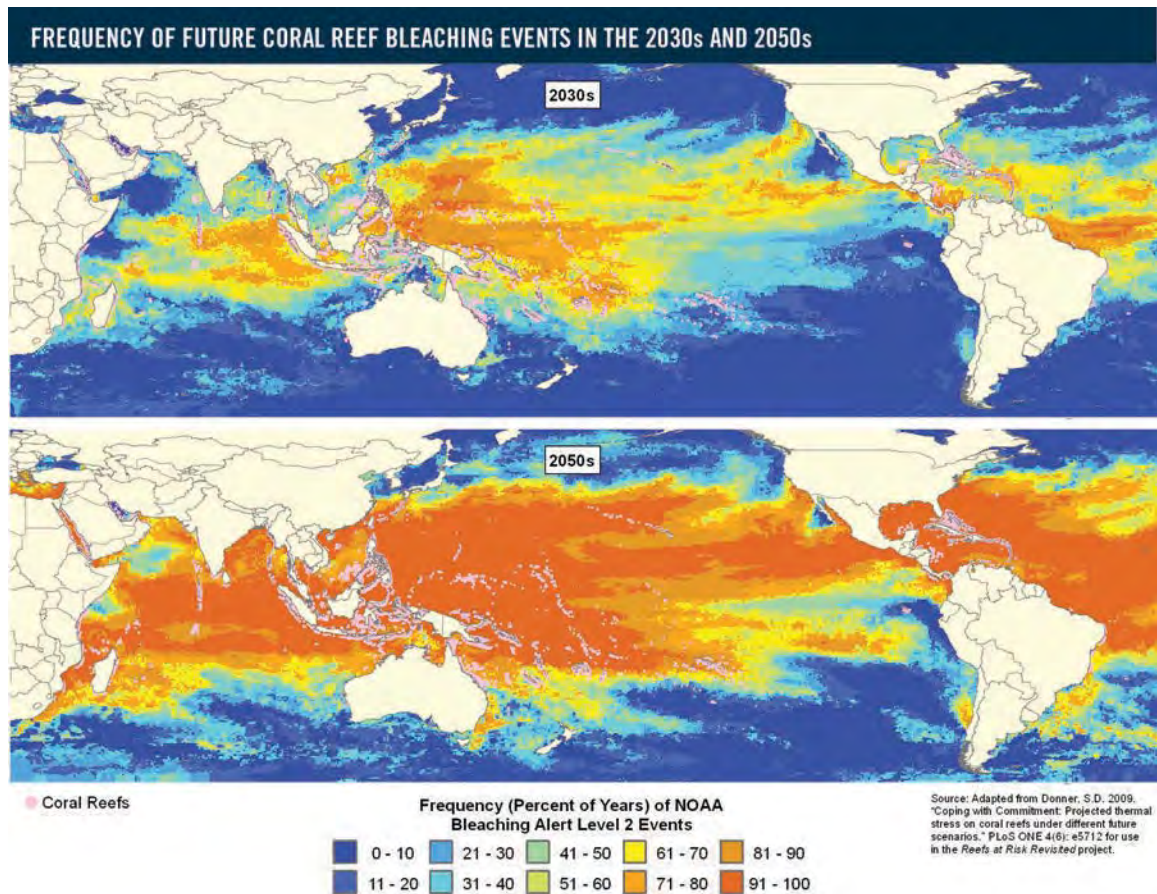 FREQUENCY OF FUTURE CORAL REEF BLEACHING EVENTS IN THE 2030s AND 2050s
2030s
2050s
Coral Reefs
Frequency (Percent of Years) of NOAA
Bleaching Alert Level 2 Events
0 - 10
21 - 30
41 - 50
61 - 70
81 - 90
11 - 20
31 - 40
51 - 60
71 - 80
91 - 100
Source: Adapted from Donner, S.D. 2009.
"Coping with Commitment: Projected thermal
stress on coral reefs under different future
scenarios." PLoS ONE 4(6): e5712 for use
in the Reefs at Risk Revisited project.